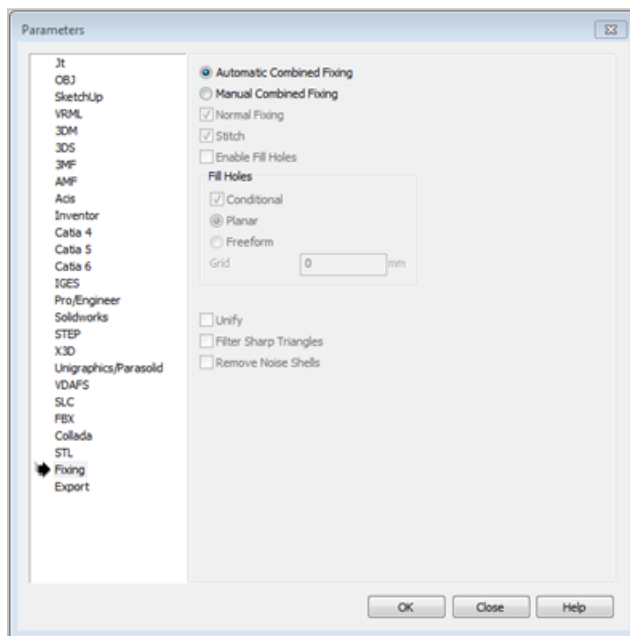 Parameters
Jt
OBJ
SketchUp
VRML
3DM
3DS
3MF
AMF
Acis
Inventor
Catia 4
Catia 5
Catia 6
IGES
Pro/Engineer
Solidworks
STEP
X3D
Unigraphics/Parasolid
VDAFS
SLC
FBX
Collada
STL
Fixing
Export
Automatic Combined Fixing
Manual Combined Fixing
Normal Fixing
Stitch
Enable Fill Holes
Fill Holes
Conditional
Planar
Freeform
Grid 0 mm
Unify
Filter Sharp Triangles
Remove Noise Shells
OK Close Help